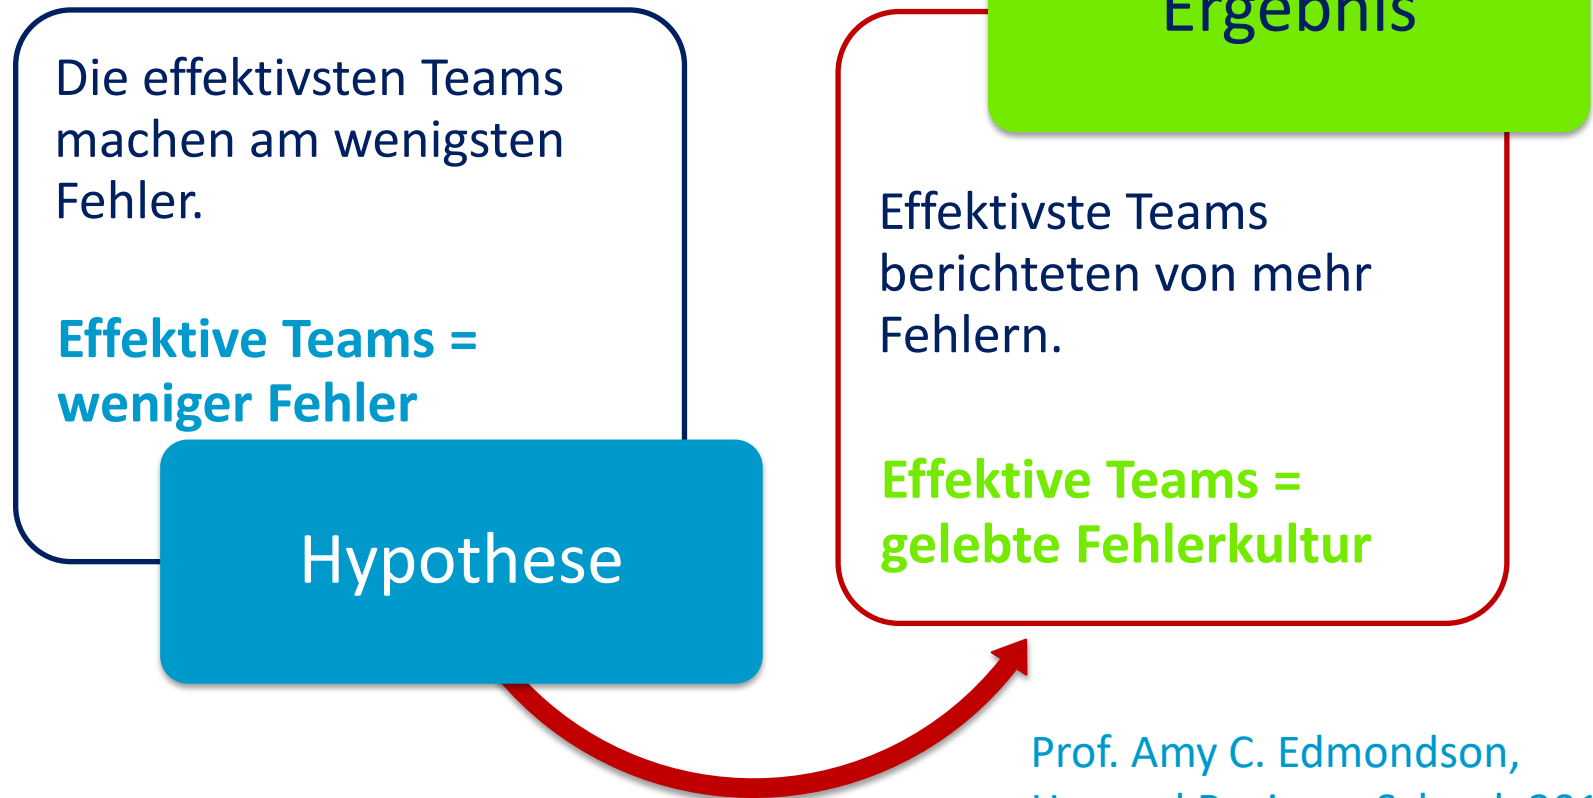 Die effektivsten Teams
machen am wenigsten
Fehler.
Effektive Teams =
weniger Fehler
Hypothese
Ergebnis
Effektivste Teams
berichteten von mehr
Fehlern.
Effektive Teams =
gelebte Fehlerkultur
Prof. Amy C. Edmondson,